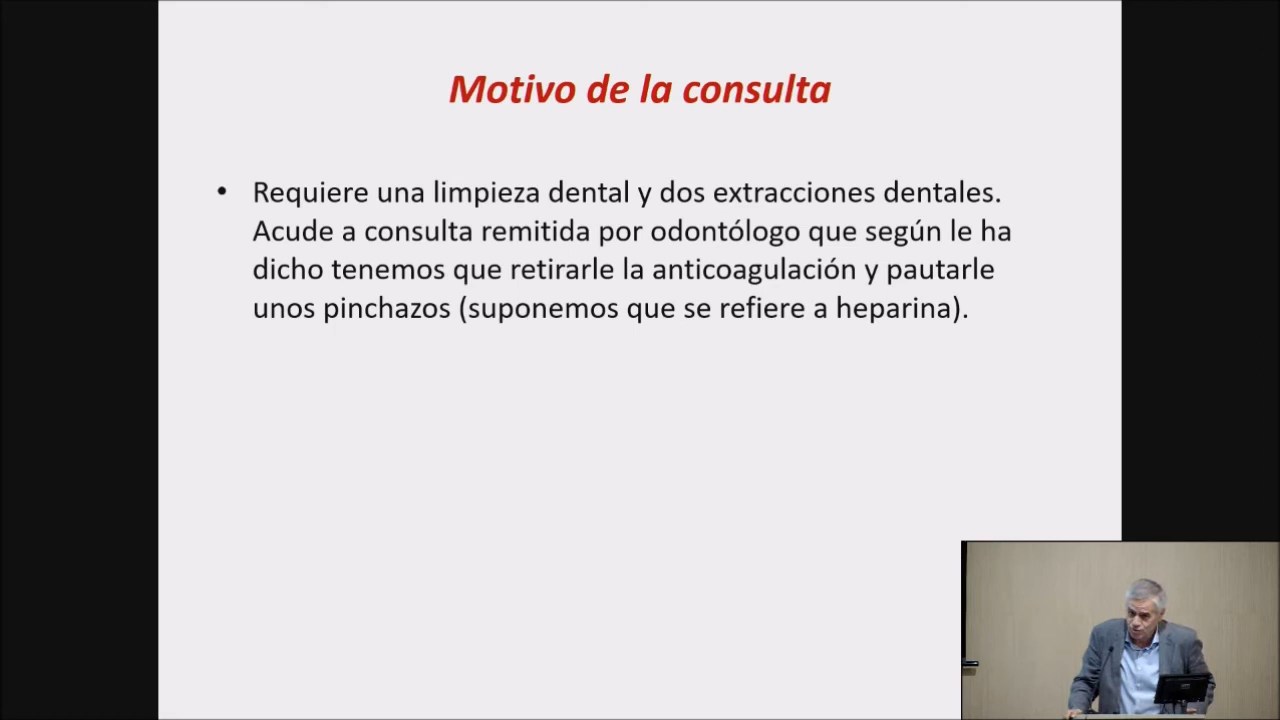 Motivo de la consulta
• Requiere una limpieza dental y dos extracciones dentales.
Acude a consulta remitida por odontólogo que según le ha
dicho tenemos que retirarle la anticoagulación y pautarle
unos pinchazos (suponemos que se refiere a heparina).